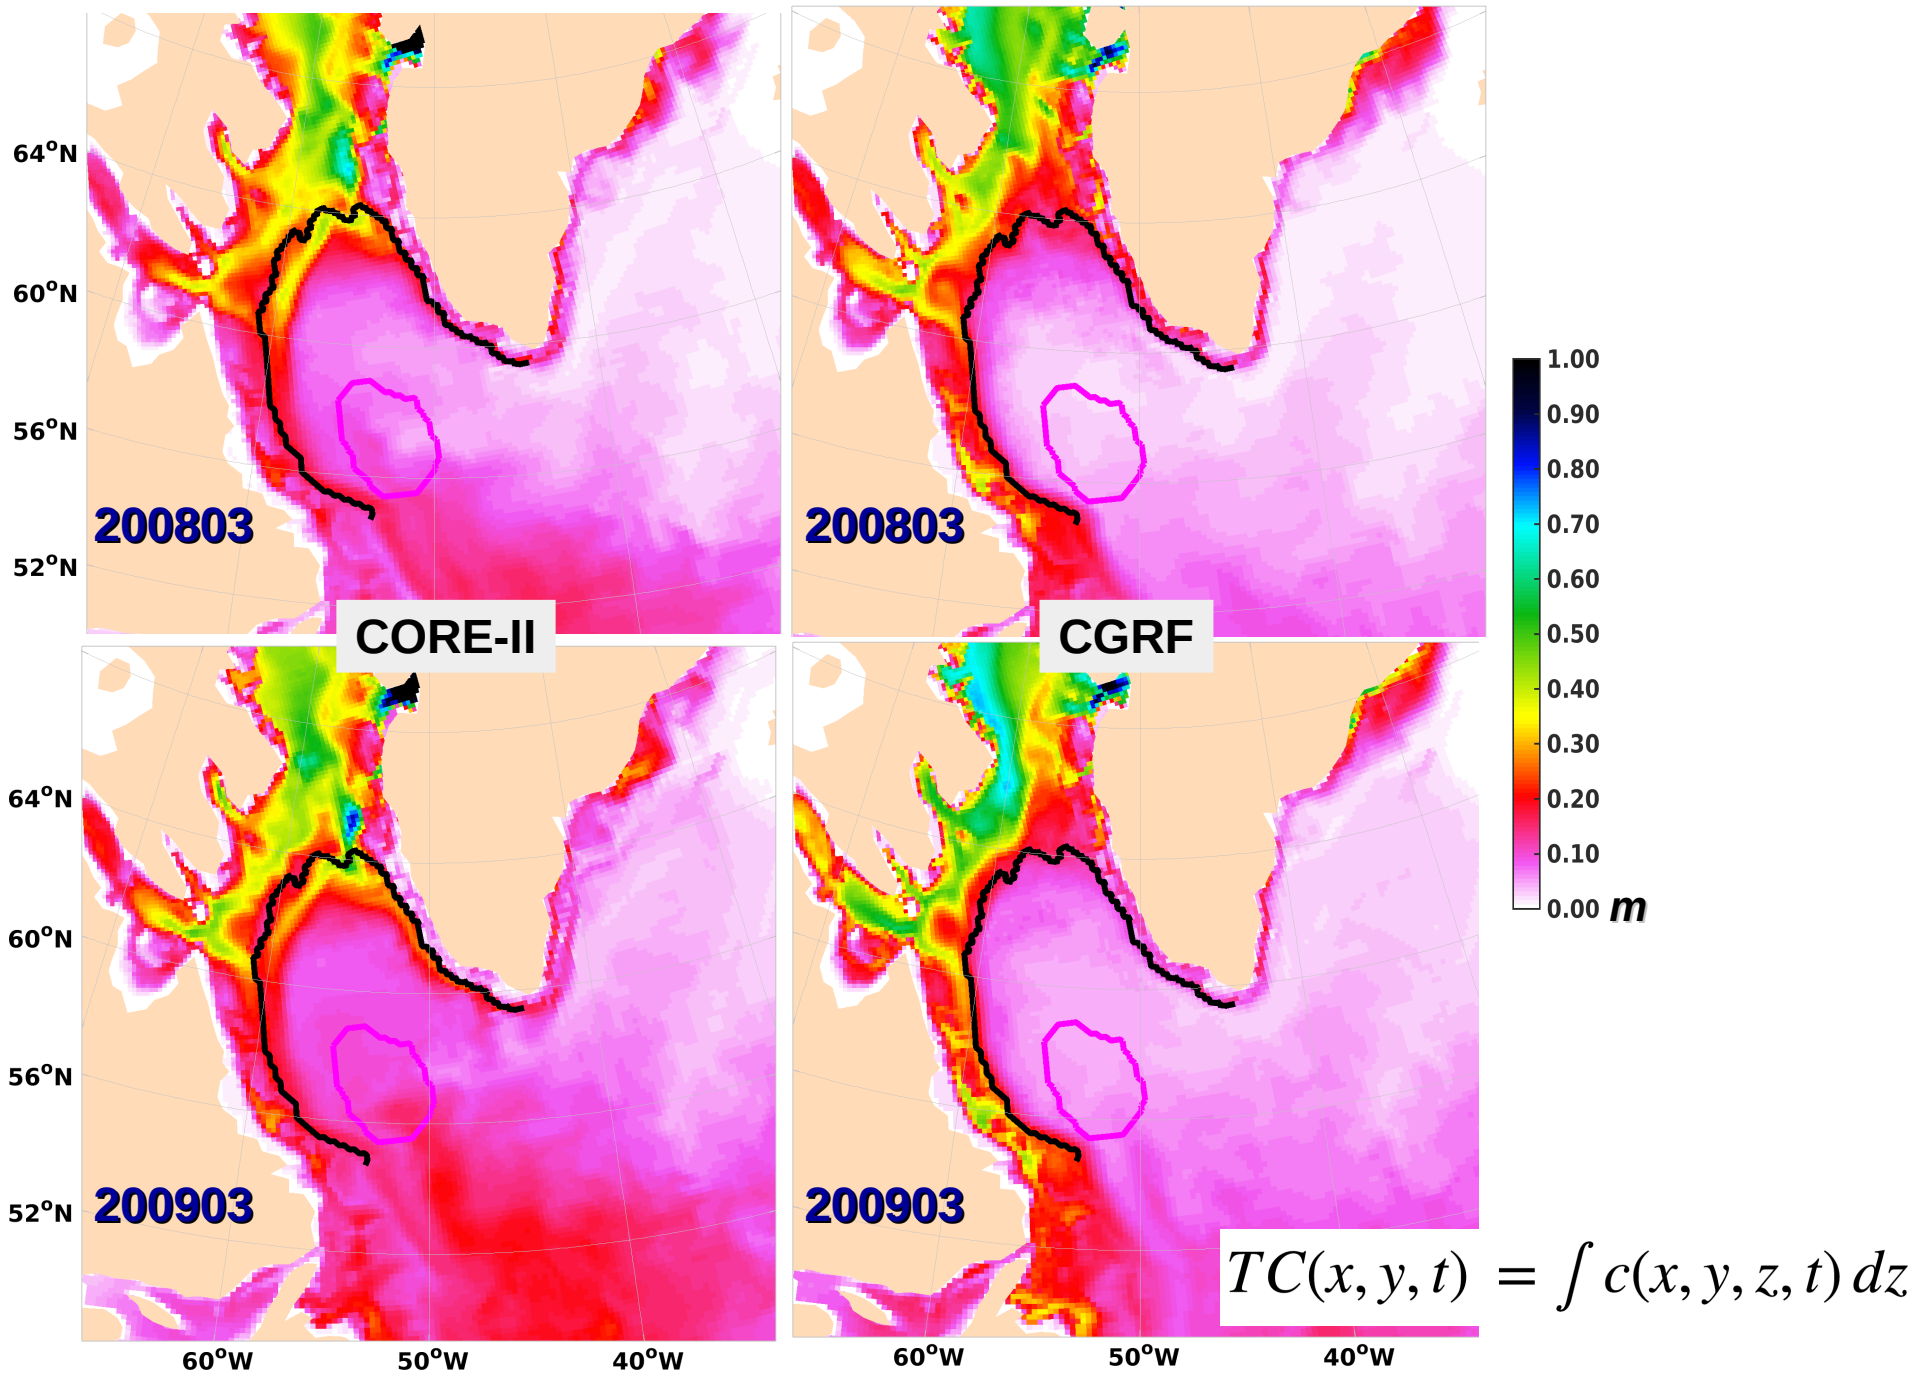 64°N
60°N
56°N
52°N
200803
200803
CORE-II
CGRF
1.00
0.90
0.80
0.70
0.60
0.50
0.40
0.30
0.20
0.10
0.00 m
64°N
60°N
56°N
52°N
200903
200903
TC(x, y, t) = ∫ c(x, y, z, t) dz
60°W 50°W 40°W
60°W 50°W 40°W